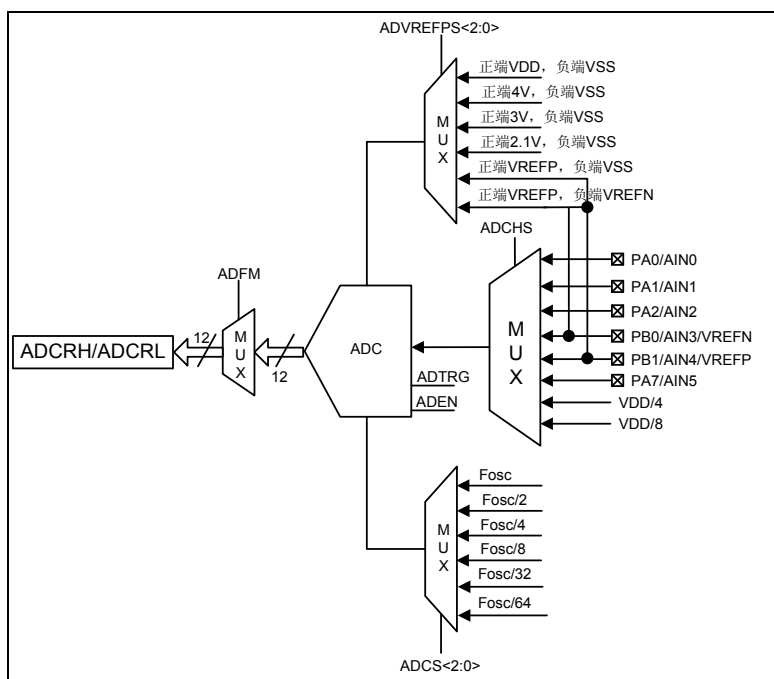 ADVREFPS<2:0>
正端VDD，负端VSS
正端4V，负端VSS
正端3V，负端VSS
正端2.1V，负端VSS
正端VREFP，负端VSS
正端VREFP，负端VREFN
MUX
ADCHS
PA0/AIN0
PA1/AIN1
PA2/AIN2
PB0/AIN3/VREFN
PB1/AIN4/VREFP
PA7/AIN5
VDD/4
VDD/8
MUX
ADFM
MUX
12
12
ADCRH/ADCRL
ADC
ADTRG
ADEN
Fosc
Fosc/2
Fosc/4
Fosc/8
Fosc/32
Fosc/64
MUX
ADCS<2:0>